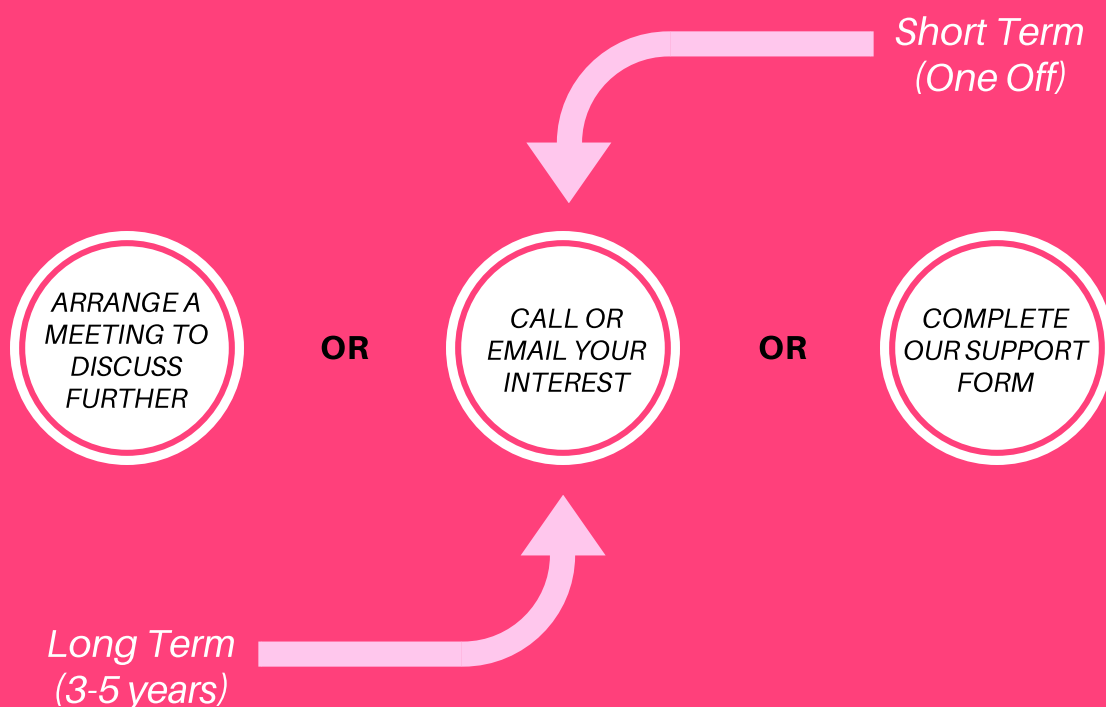 Short Term
(One Off)
ARRANGE A
MEETING TO
DISCUSS
FURTHER
OR
CALL OR
EMAIL YOUR
INTEREST
OR
COMPLETE
OUR SUPPORT
FORM
Long Term
(3-5 years)